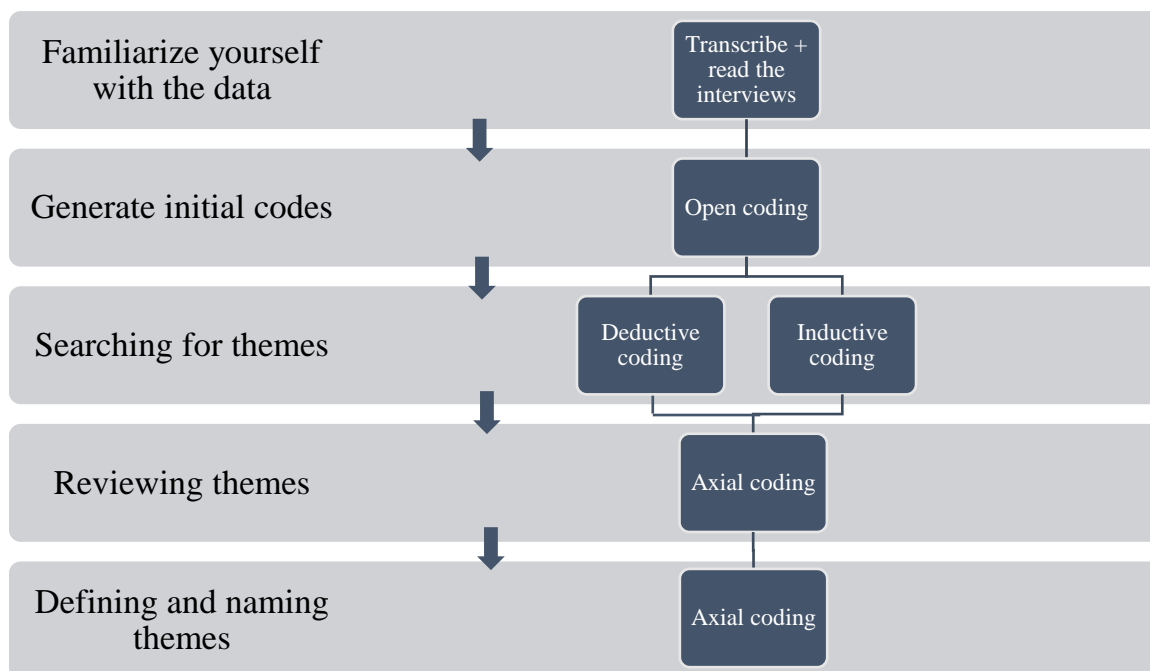 Familiarize yourself
with the data
Transcribe +
read the
interviews
Generate initial codes
Open coding
Searching for themes
Deductive
coding
Inductive
coding
Reviewing themes
Axial coding
Defining and naming
themes
Axial coding